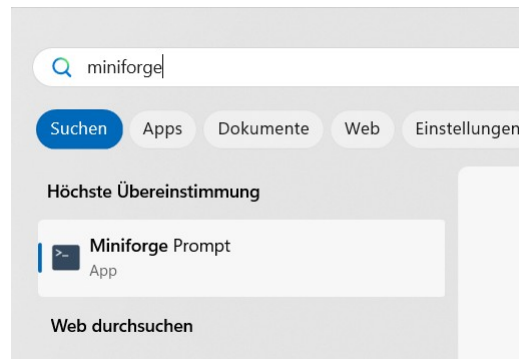 miniforge
Suchen Apps Dokumente Web Einstellungen
Höchste Übereinstimmung
Miniforge Prompt
App
Web durchsuchen